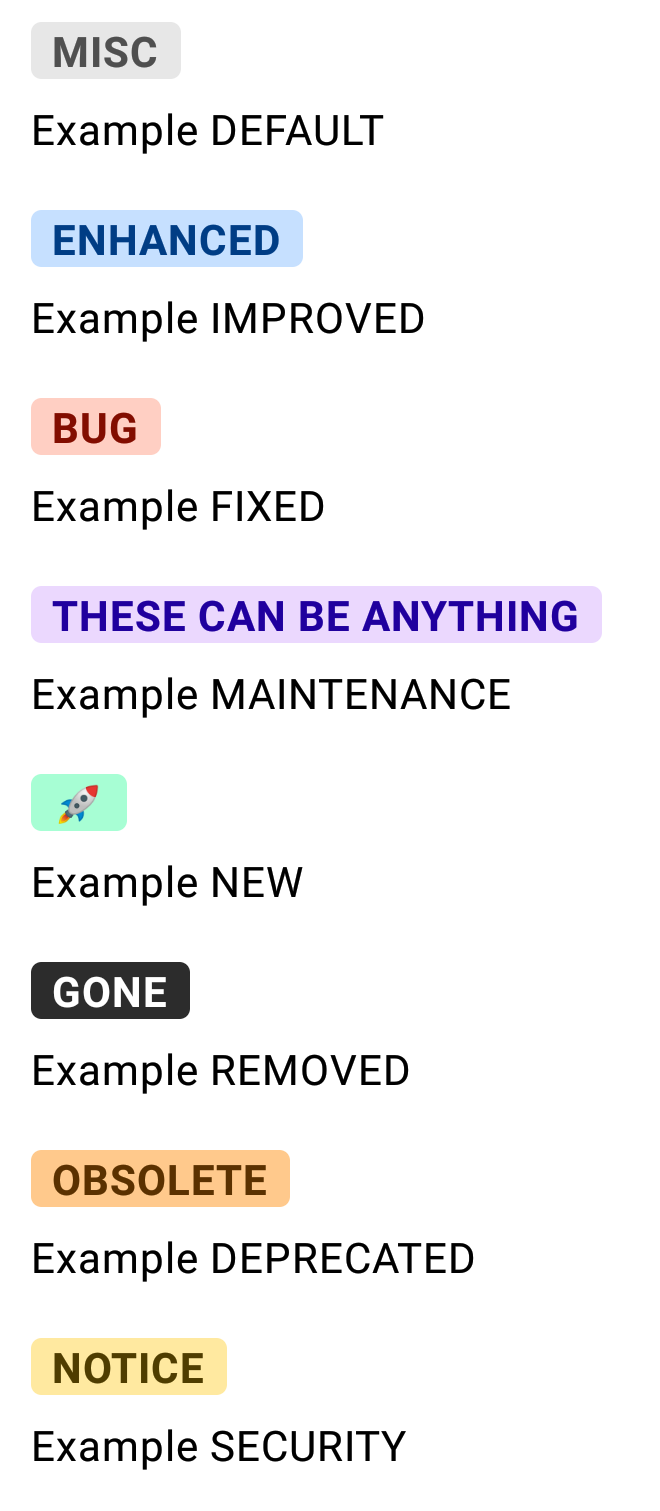 MISC
Example DEFAULT
ENHANCED
Example IMPROVED
BUG
Example FIXED
THESE CAN BE ANYTHING
Example MAINTENANCE
🚀
Example NEW
GONE
Example REMOVED
OBSOLETE
Example DEPRECATED
NOTICE
Example SECURITY